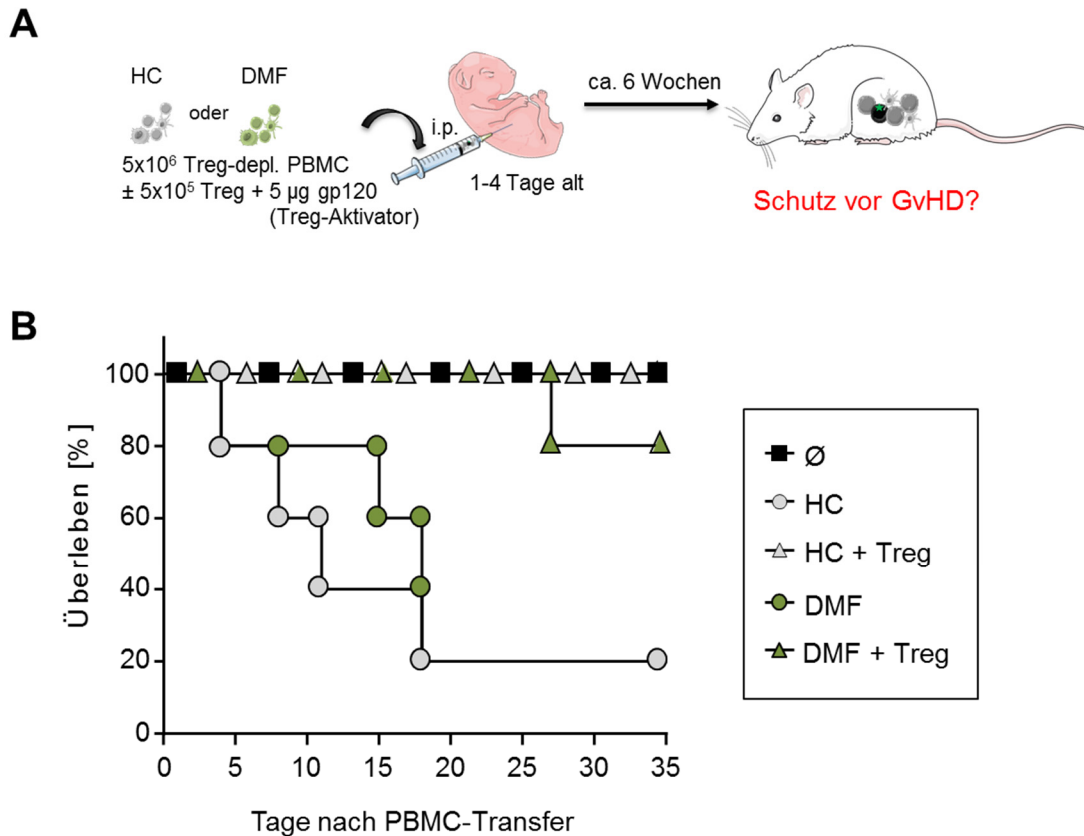 A
HC
oder
DMF
5x10⁶ Treg-depl. PBMC
± 5x10⁵ Treg + 5 µg gp120
(Treg-Aktivator)
i.p.
1-4 Tage alt
ca. 6 Wochen
Schutz vor GvHD?
B
Überleben [%]
100
80
60
40
20
0
0 5 10 15 20 25 30 35
Tage nach PBMC-Transfer
Ø
HC
HC + Treg
DMF
DMF + Treg